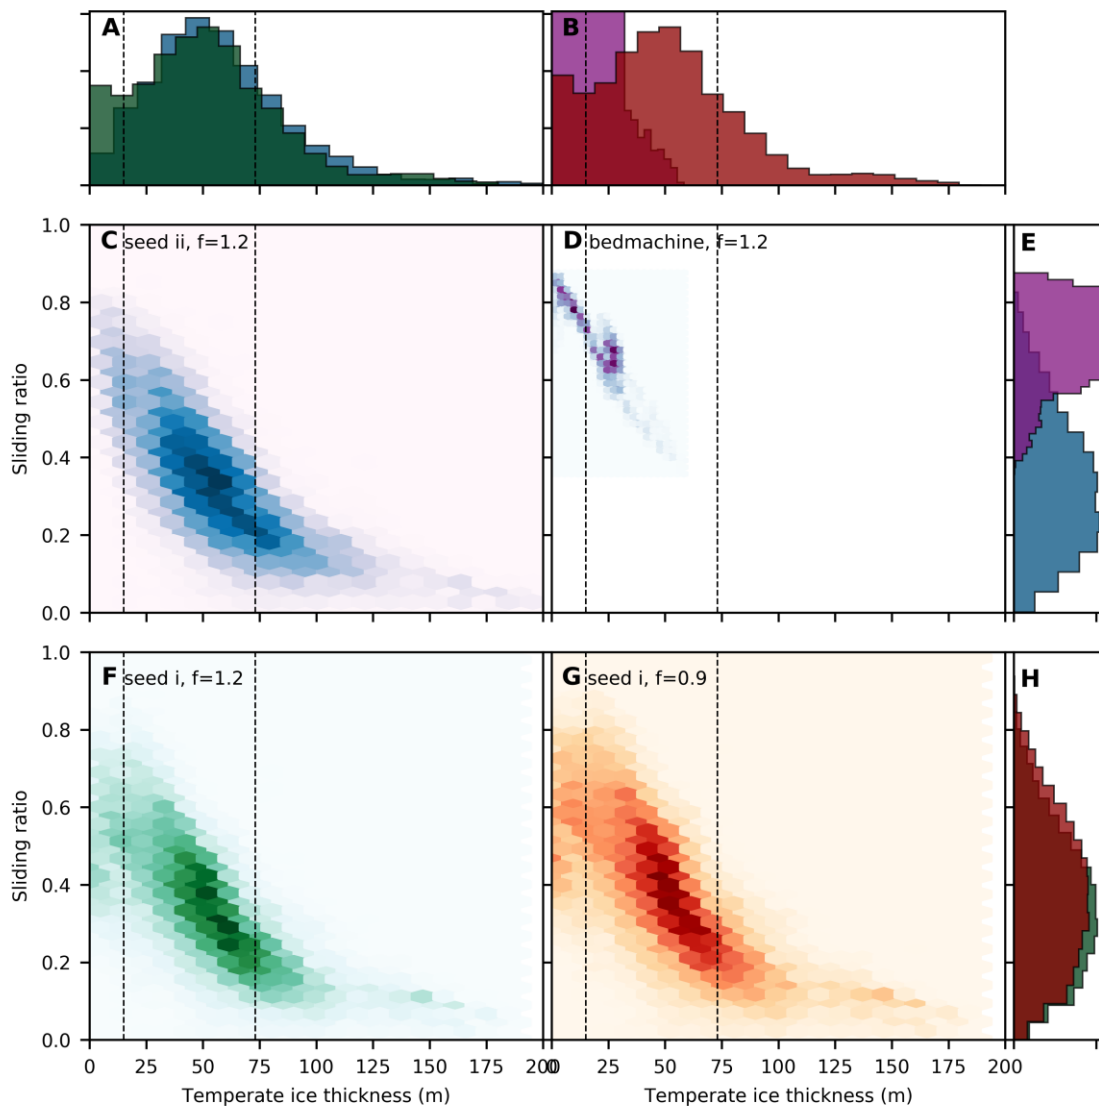 A
B
C seed ii, f=1.2
D bedmachine, f=1.2
E
1.0
0.8
0.6
0.4
0.2
0.0
Sliding ratio
F seed i, f=1.2
G seed i, f=0.9
H
1.0
0.8
0.6
0.4
0.2
0.0
Sliding ratio
0 25 50 75 100 125 150 175 200
0 25 50 75 100 125 150 175 200
Temperate ice thickness (m)
Temperate ice thickness (m)